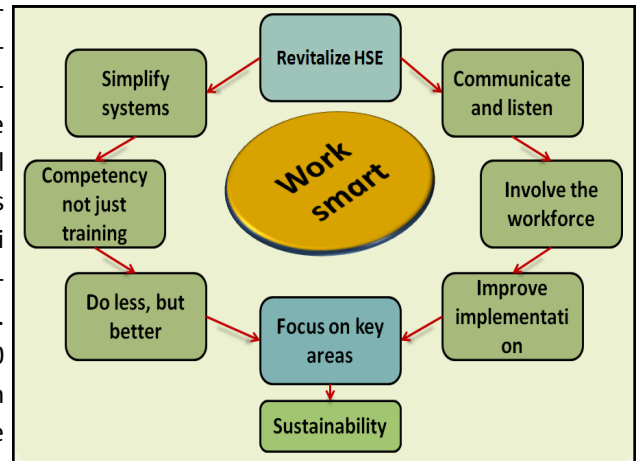 Revitalize HSE
Simplify
systems
Communicate
and listen
Work
smart
Competency
not just
training
Involve the
workforce
Do less, but
better
Improve
implementati
on
Focus on key
areas
Sustainability